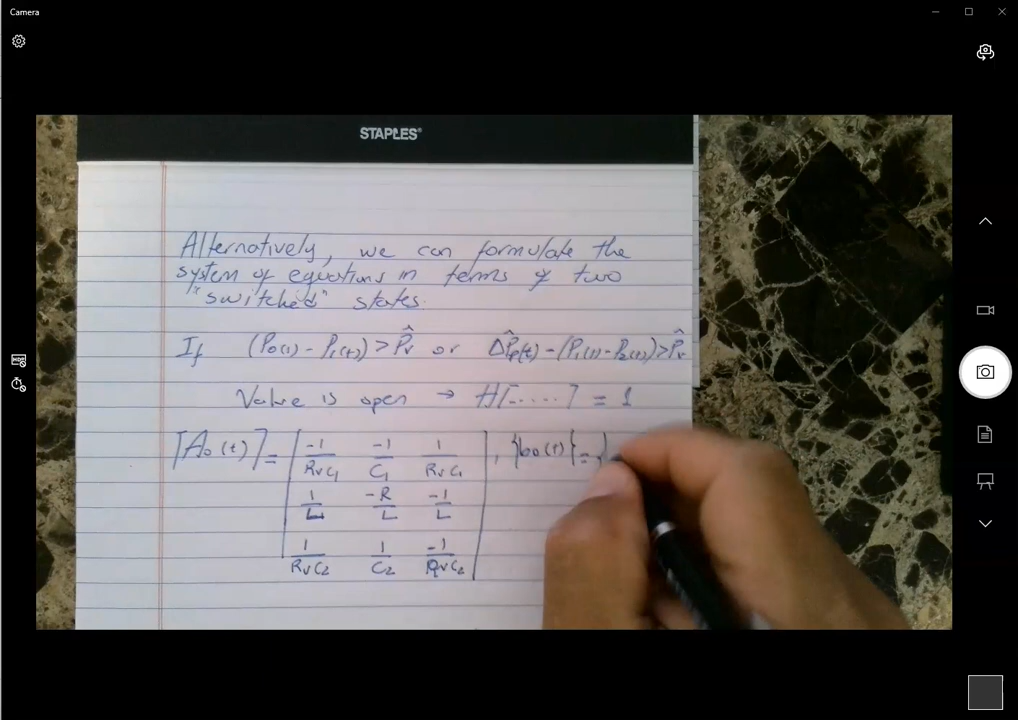 Camera
STAPLES
Alternatively, we can formulate the
system of equations in terms of two
"switched" states.
If (P0(t) - P1(t)) > P̂v or ΔP̂p(t) - (P1(t) - P2(t)) > P̂v
Valve is open → H[.....] = 1
[A0(t)] = [-1/RvC1 -1/C1 1/RvC1], {b0(t)} = {
1/L -R/L -1/L
1/RvC2 1/C2 -1/RvC2